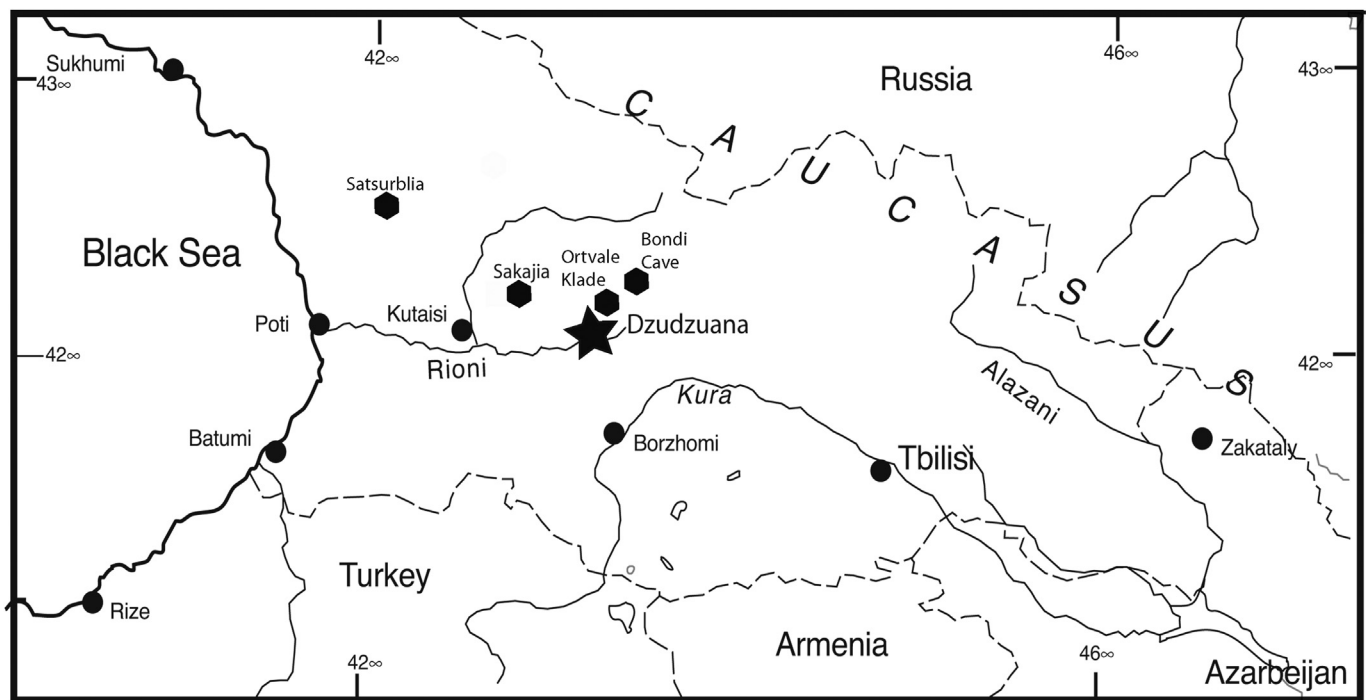 Sukhumi
43∞
42∞
46∞
43∞
Russia
C A U C A S U S
Satsurblia
Black Sea
Bondi
Cave
Ortvale
Klade
Sakajia
Kutaisi
Poti
Dzudzuana
Rioni
42∞
42∞
Alazani
Kura
Batumi
Borzhomi
Tbilisi
Zakataly
Turkey
Rize
Armenia
42∞
46∞
Azarbeijan